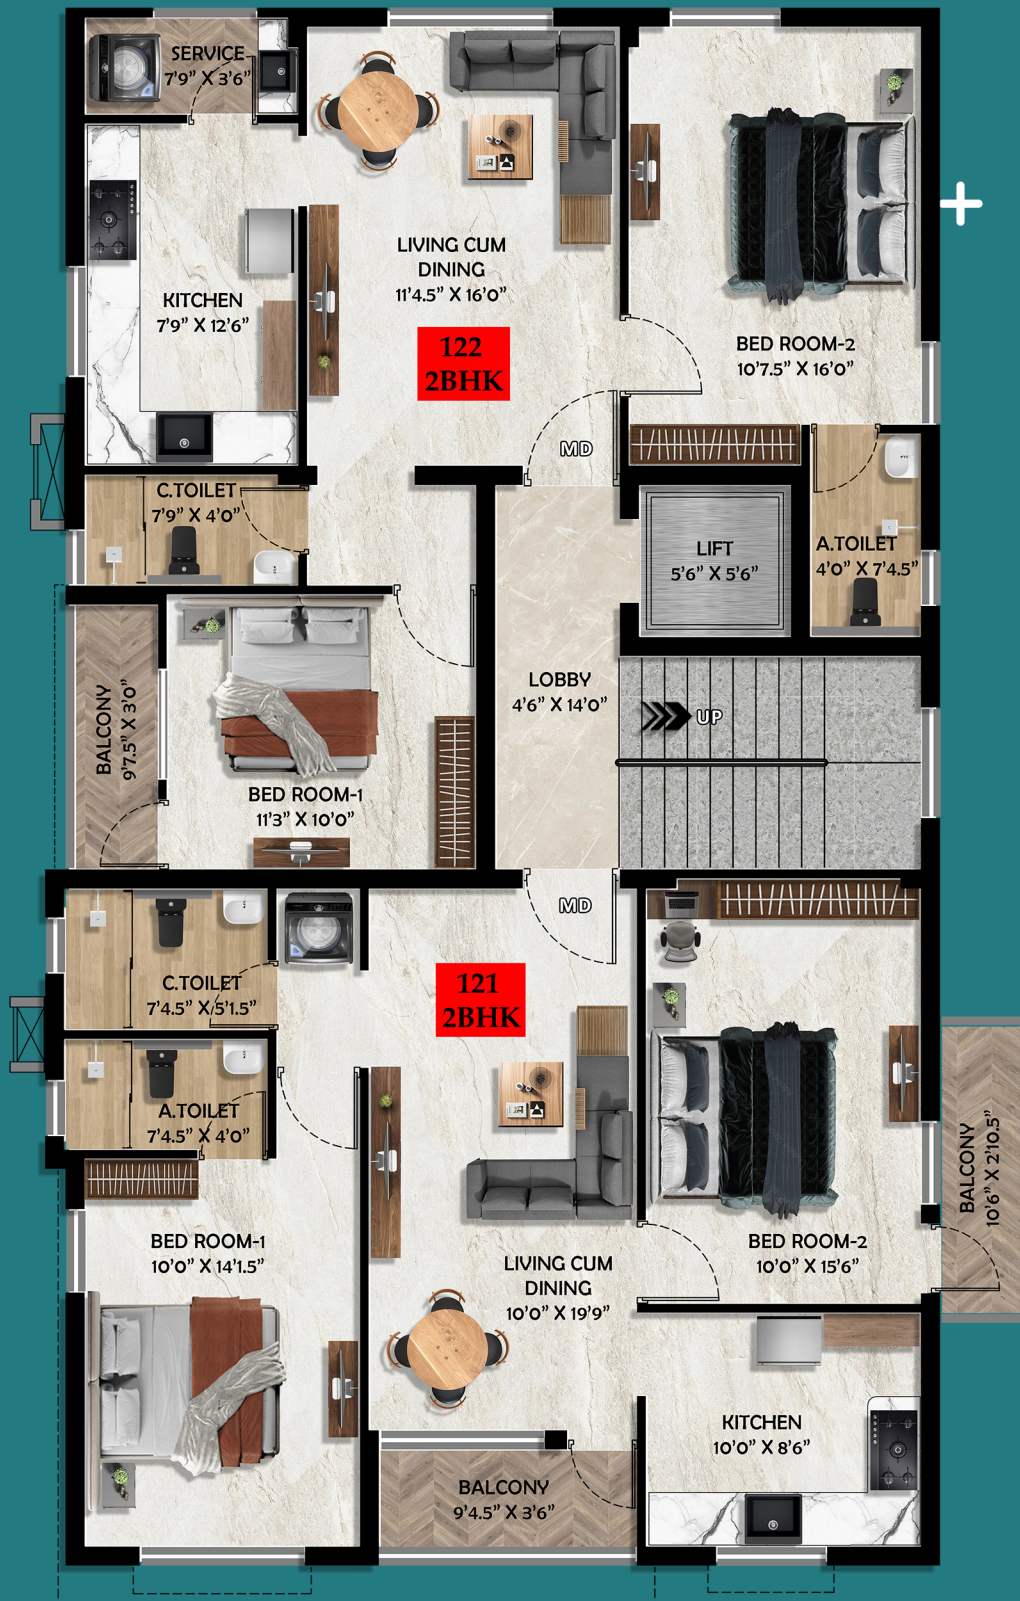 SERVICE
7’9” X 3’6”
LIVING CUM
DINING
11’4.5” X 16’0”
KITCHEN
7’9” X 12’6”
122
2BHK
BED ROOM-2
10’7.5” X 16’0”
MD
C.TOILET
7’9” X 4’0”
LIFT
5’6” X 5’6”
A.TOILET
4’0” X 7’4.5”
BALCONY
9’7.5” X 3’0”
LOBBY
4’6” X 14’0”
UP
BED ROOM-1
11’3” X 10’0”
MD
C.TOILET
7’4.5” X 5’1.5”
121
2BHK
A.TOILET
7’4.5” X 4’0”
BALCONY
10’6” X 2’10.5”
BED ROOM-1
10’0” X 14’1.5”
BED ROOM-2
10’0” X 15’6”
LIVING CUM
DINING
10’0” X 19’9”
KITCHEN
10’0” X 8’6”
BALCONY
9’4.5” X 3’6”